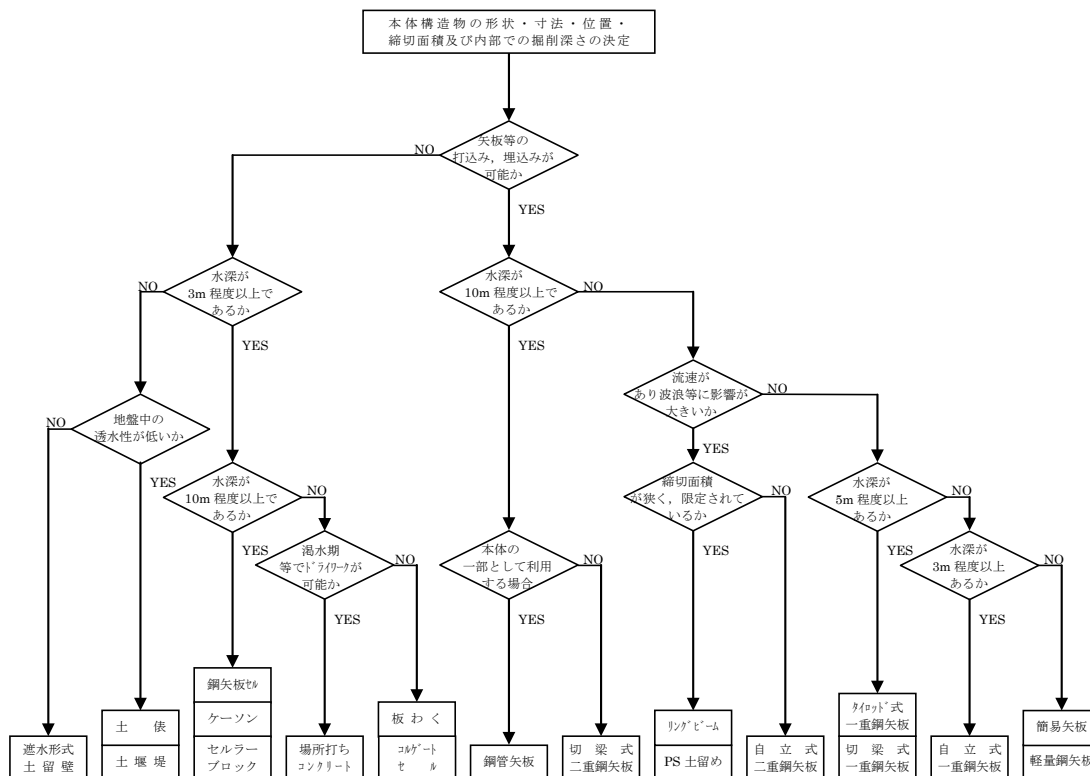 本体構造物の形状・寸法・位置・
締切面積及び内部での掘削深さの決定
矢板等の
打込み，埋込みが
可能か
NO
YES
水深が
3m 程度以上で
あるか
NO
YES
水深が
10m 程度以上で
あるか
NO
YES
流速が
あり波浪等に影響が
大きいか
NO
YES
地盤中の
透水性が低いか
NO
YES
水深が
10m 程度以上で
あるか
NO
YES
締切面積
が狭く，限定されて
いるか
NO
YES
水深が
5m 程度以上
あるか
NO
YES
渇水期
等でﾄﾞﾗｲﾜｰｸが
可能か
NO
YES
本体の
一部として利用
する場合
NO
YES
水深が
3m 程度以上
あるか
NO
YES
遮水形式
土留壁
土俵
土堰堤
鋼矢板ｾﾙ
ケーソン
セルラー
ブロック
場所打ち
ｺﾝｸﾘｰﾄ
板わく
ｺﾙｹﾞｰﾄ
ｾﾙ
鋼管矢板
切梁式
二重鋼矢板
ﾘﾝｸﾞﾋﾞｰﾑ
PS 土留め
自立式
二重鋼矢板
ﾀｲﾛｯﾄﾞ式
一重鋼矢板
切梁式
一重鋼矢板
自立式
一重鋼矢板
簡易矢板
軽量鋼矢板